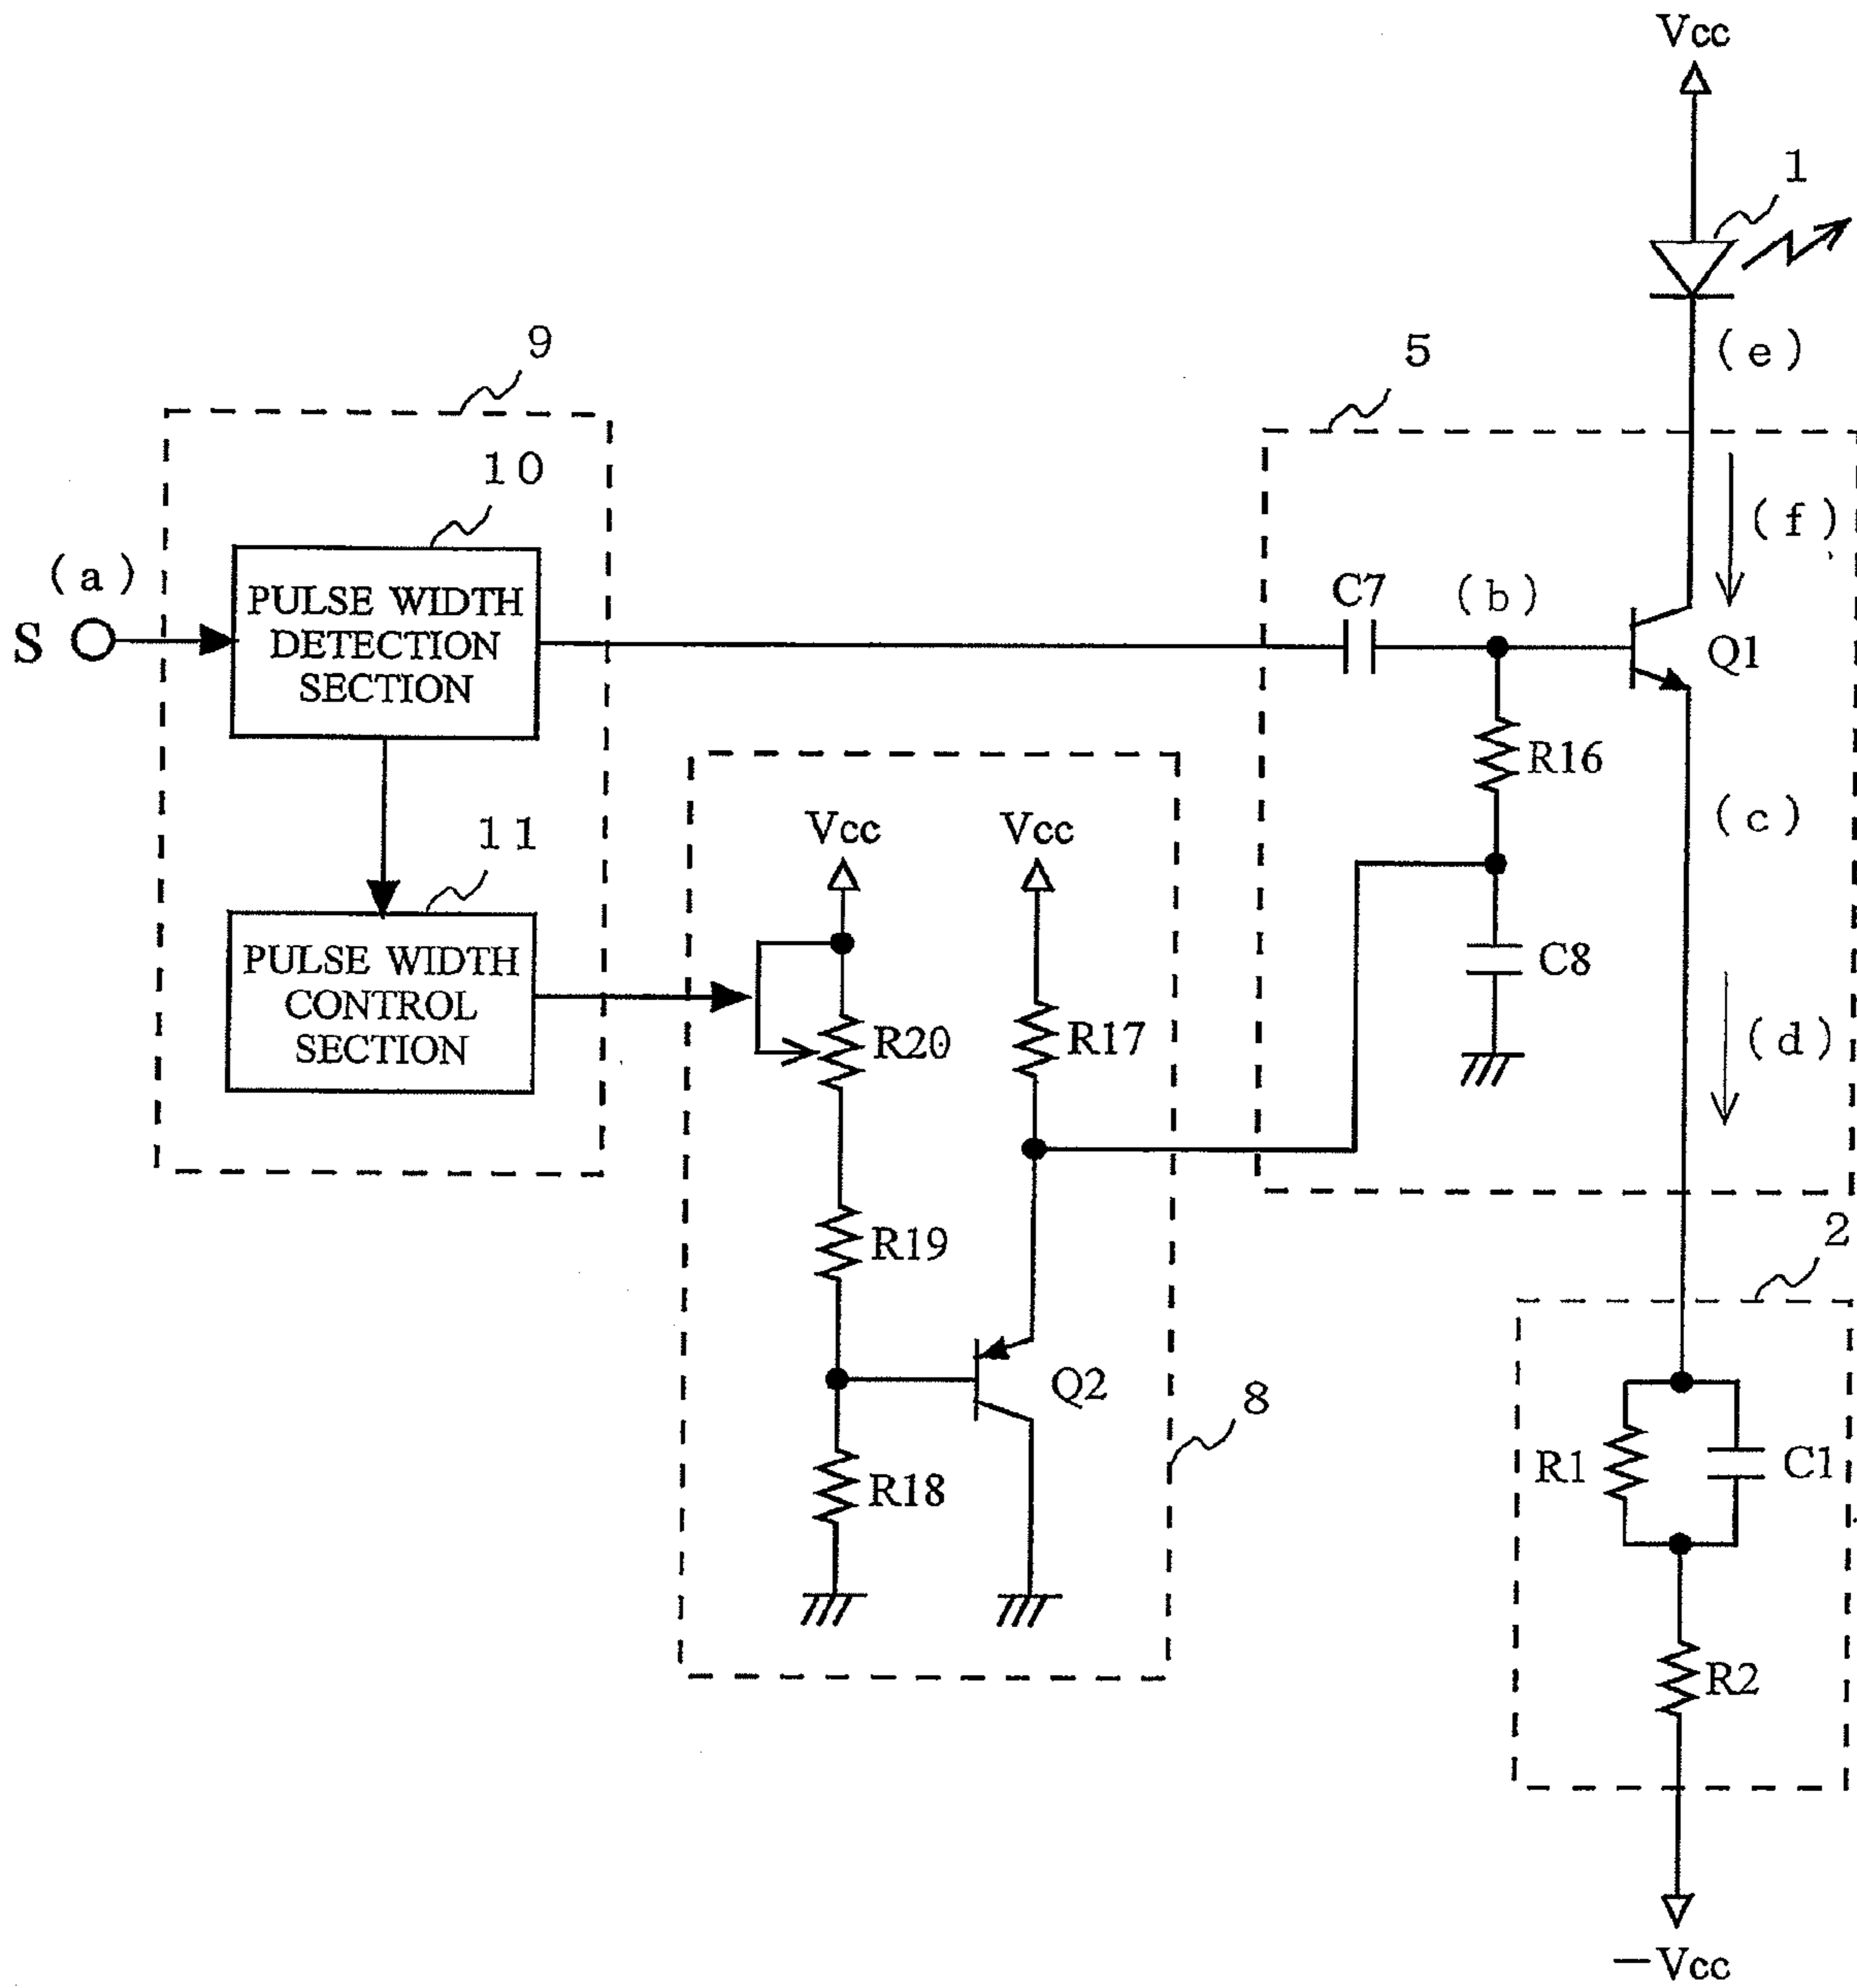 Vcc
1
(e)
9
5
10
(f)
(a)
S
PULSE WIDTH
DETECTION
SECTION
C7
(b)
Q1
R16
(c)
11
Vcc
Vcc
PULSE WIDTH
CONTROL
SECTION
C8
R20
R17
(d)
R19
2
Q2
8
R18
R1
C1
R2
−Vcc